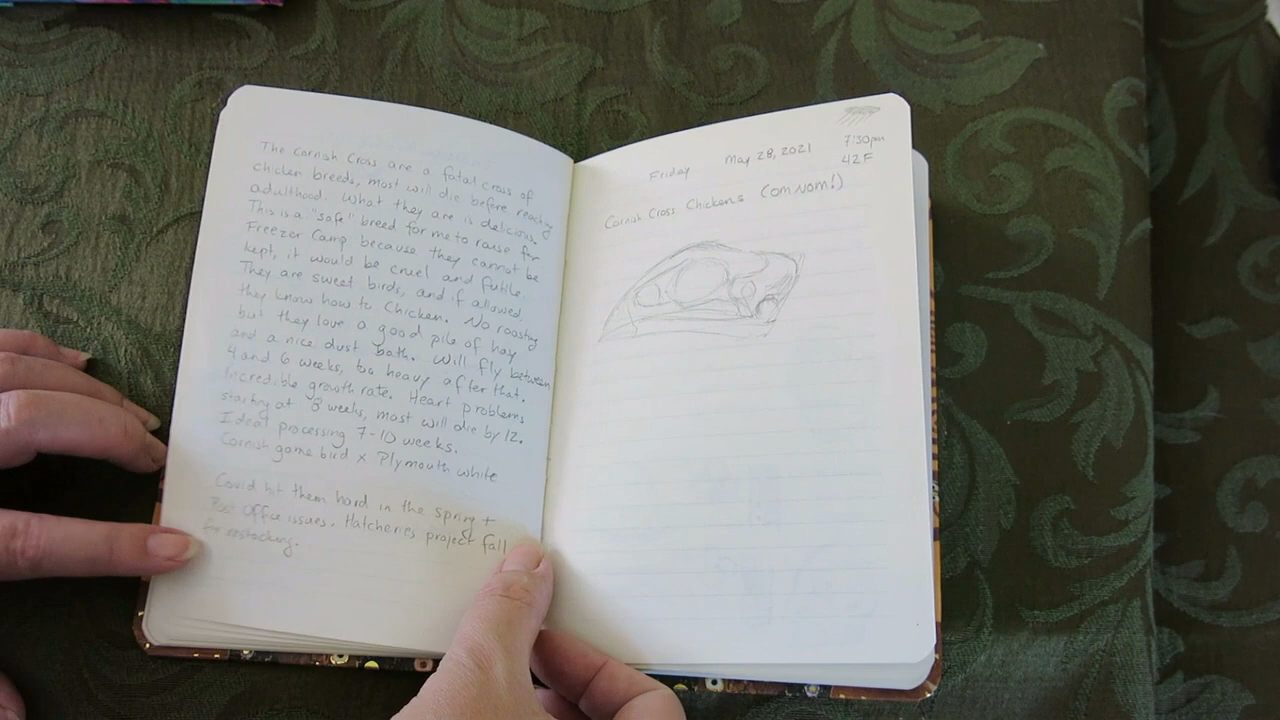 The Cornish Cross are a fatal cross of
chicken breeds, most will die before reaching
adulthood. What they are is delicious.
This is a "safe" breed for me to raise for
Freezer Camp because they cannot be
kept, it would be cruel and futile.
They are sweet birds, and if allowed,
they know how to Chicken. No roosting
but they love a good pile of hay
and a nice dust bath. Will fly between
4 and 6 weeks, too heavy after that.
Incredible growth rate. Heart problems
starting at 8 weeks, most will die by 12.
Ideal processing 7-10 weeks.
Cornish game bird x Plymouth white
Covid hit them hard in the spring +
Post Office issues. Hatcheries project fall
for restocking.
Friday May 28, 2021 7:30pm
42F
Cornish Cross Chickens (omnom!)